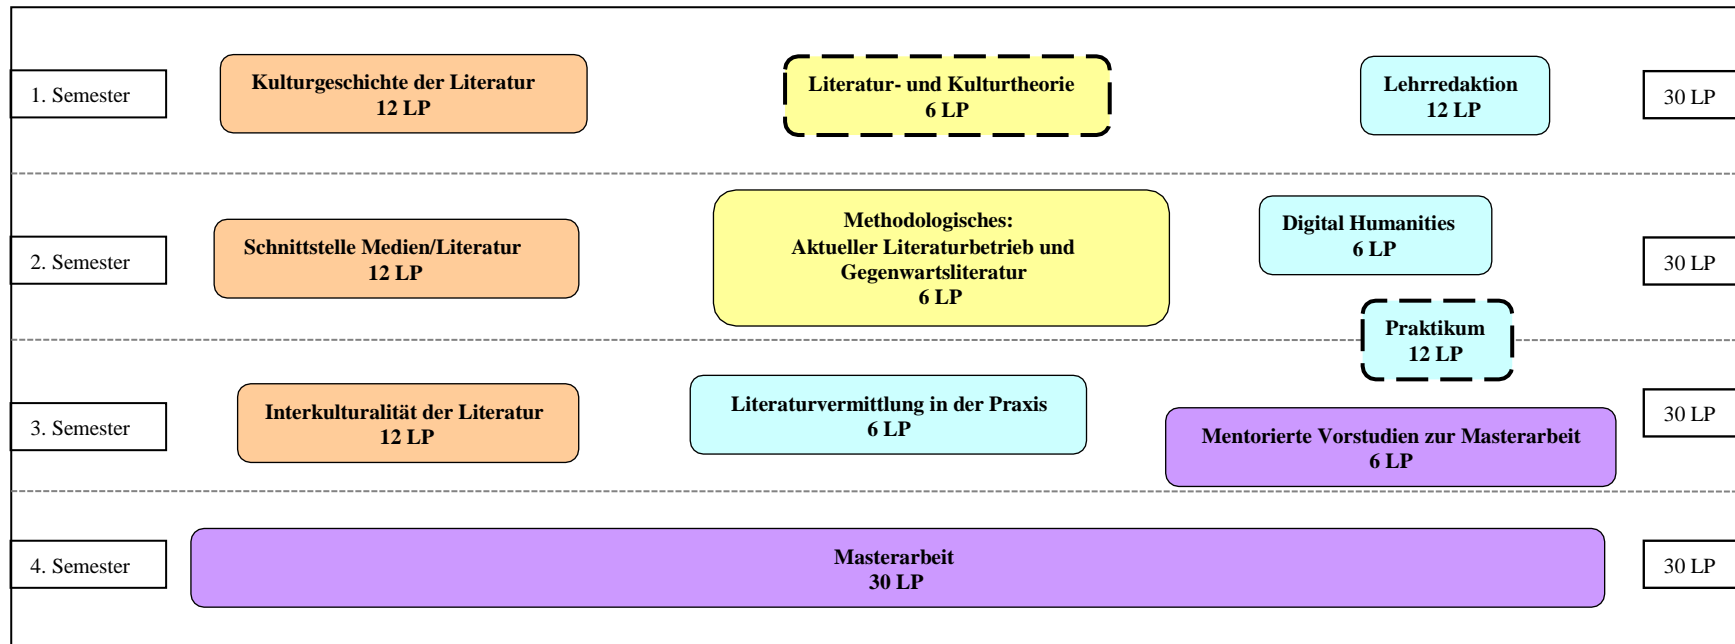 1. Semester
Kulturgeschichte der Literatur
12 LP
Literatur- und Kulturtheorie
6 LP
Lehrredaktion
12 LP
30 LP
2. Semester
Schnittstelle Medien/Literatur
12 LP
Methodologisches:
Aktueller Literaturbetrieb und
Gegenwartsliteratur
6 LP
Digital Humanities
6 LP
30 LP
Praktikum
12 LP
3. Semester
Interkulturalität der Literatur
12 LP
Literaturvermittlung in der Praxis
6 LP
Mentorierte Vorstudien zur Masterarbeit
6 LP
30 LP
4. Semester
Masterarbeit
30 LP
30 LP